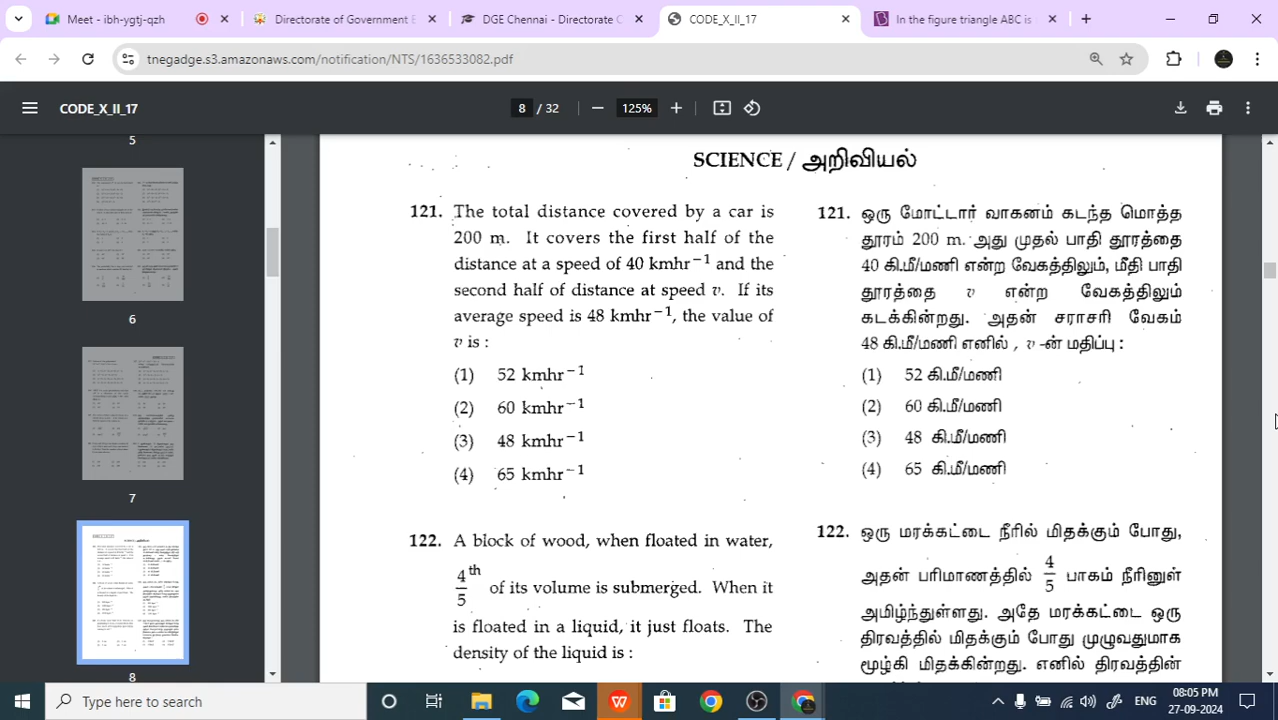 Meet - ibh-ygtj-qzh
Directorate of Government E
DGE Chennai - Directorate C
CODE_X_II_17
In the figure triangle ABC is
tnegadge.s3.amazonaws.com/notification/NTS/1636533082.pdf
CODE_X_II_17
8 / 32
125%
5
6
7
8
SCIENCE / அறிவியல்
121. The total distance covered by a car is
200 m. It covers the first half of the
distance at a speed of 40 kmhr⁻¹ and the
second half of distance at speed v. If its
average speed is 48 kmhr⁻¹, the value of
v is :
(1) 52 kmhr⁻¹
(2) 60 kmhr⁻¹
(3) 48 kmhr⁻¹
(4) 65 kmhr⁻¹
122. A block of wood, when floated in water,
4/5 th of its volume is submerged. When it
is floated in a liquid, it just floats. The
density of the liquid is :
121. ஒரு மோட்டார் வாகனம் கடந்த மொத்த
தூரம் 200 m. அது முதல் பாதி தூரத்தை
40 கி.மீ/மணி என்ற வேகத்திலும், மீதி பாதி
தூரத்தை v என்ற வேகத்திலும்
கடக்கின்றது. அதன் சராசரி வேகம்
48 கி.மீ/மணி எனில் , v -ன் மதிப்பு :
(1) 52 கி.மீ/மணி
(2) 60 கி.மீ/மணி
(3) 48 கி.மீ/மணி
(4) 65 கி.மீ/மணி
122. ஒரு மரக்கட்டை நீரில் மிதக்கும் போது,
அதன் பரிமாணத்தில் 4/5 பாகம் நீரினுள்
அமிழ்ந்துள்ளது. அதே மரக்கட்டை ஒரு
திரவத்தில் மிதக்கும் போது முழுவதுமாக
மூழ்கி மிதக்கின்றது. எனில் திரவத்தின்
Type here to search
ENG
08:05 PM
27-09-2024